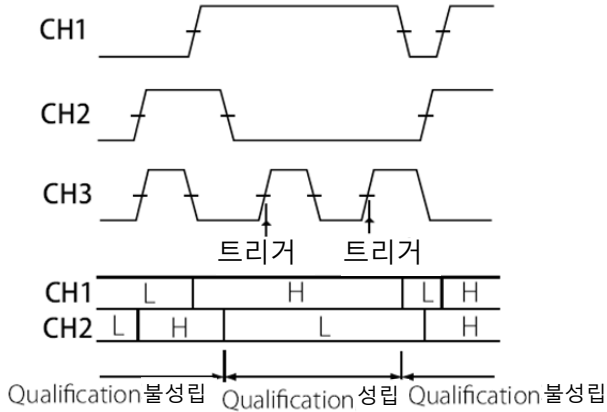 CH1
CH2
CH3
트리거 트리거
CH1 L H L H
CH2 L H L H
Qualification 불성립 Qualification 성립 Qualification 불성립